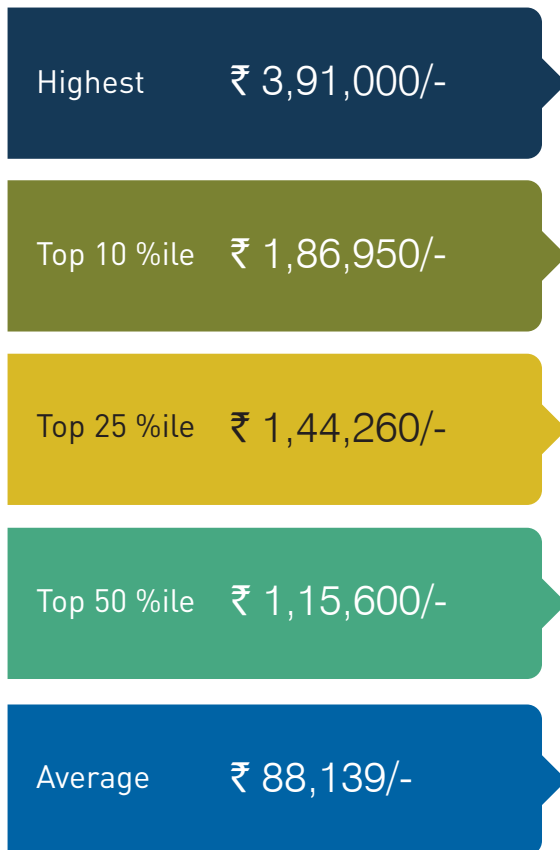 Highest ₹ 3,91,000/-
Top 10 %ile ₹ 1,86,950/-
Top 25 %ile ₹ 1,44,260/-
Top 50 %ile ₹ 1,15,600/-
Average ₹ 88,139/-